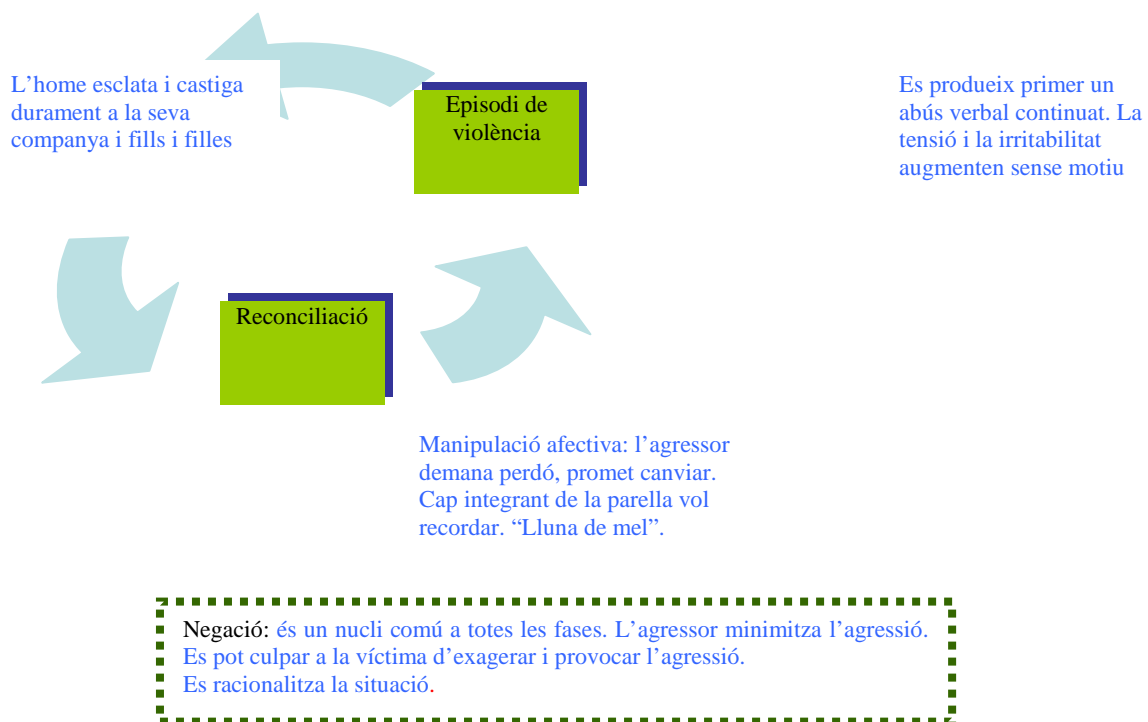 L’home esclata i castiga
durament a la seva
companya i fills i filles
Episodi de
violència
Es produeix primer un
abús verbal continuat. La
tensió i la irritabilitat
augmenten sense motiu
Reconciliació
Manipulació afectiva: l’agressor
demana perdó, promet canviar.
Cap integrant de la parella vol
recordar. “Lluna de mel”.
Negació: és un nucli comú a totes les fases. L’agressor minimitza l’agressió.
Es pot culpar a la víctima d’exagerar i provocar l’agressió.
Es racionalitza la situació.